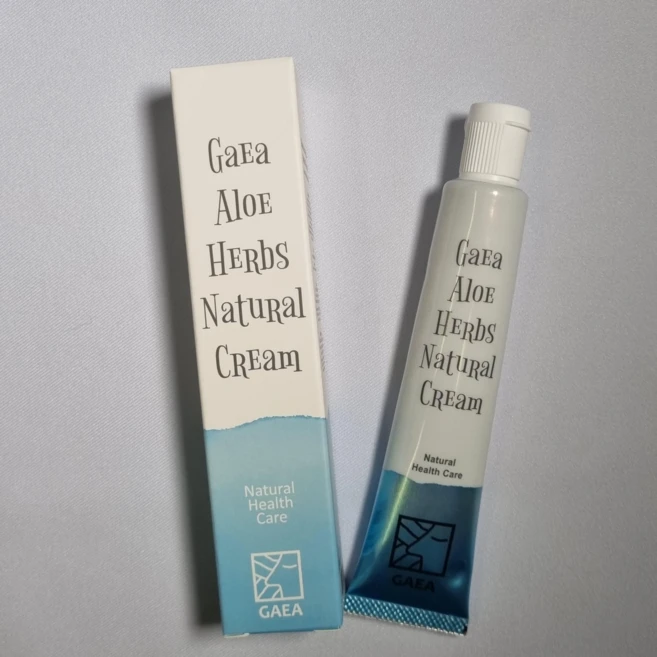 Gaea
Aloe
Herbs
Natural
Cream
Natural
Health
Care
GAEA
Gaea
Aloe
Herbs
Natural
Cream
Natural
Health Care
GAEA